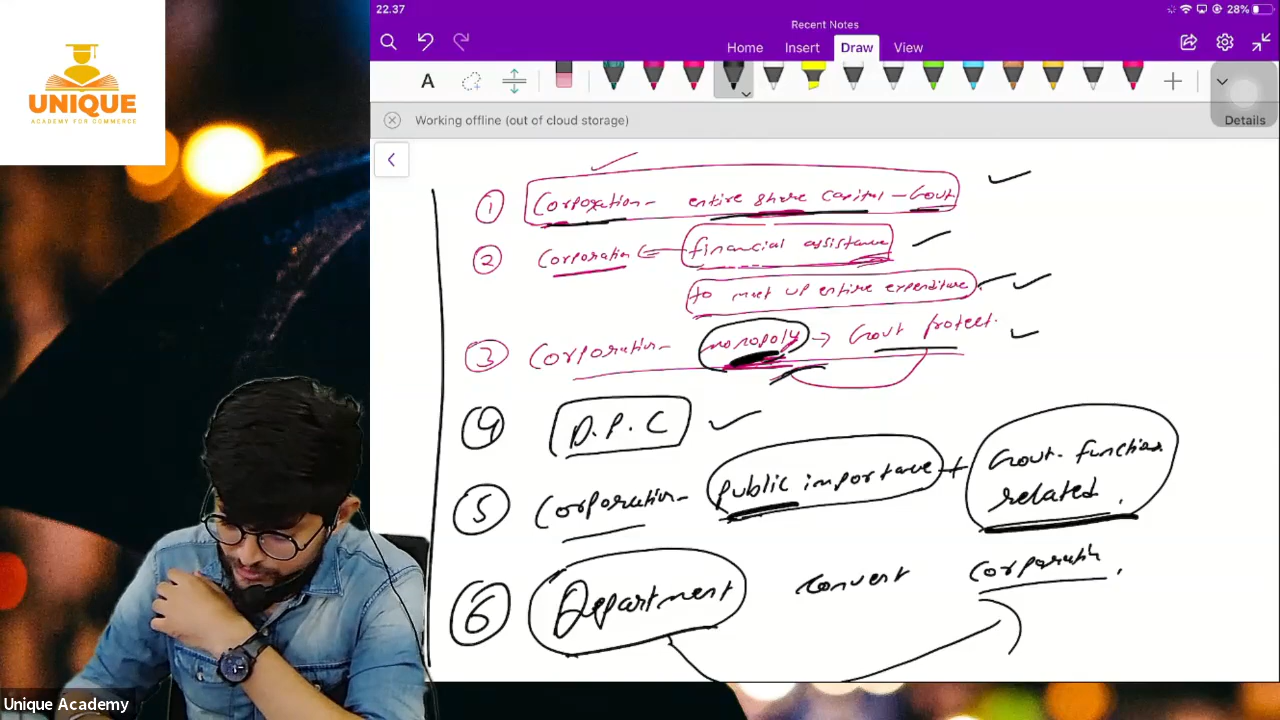 UNIQUE
ACADEMY FOR COMMERCE
22.37
28%
Recent Notes
Home Insert Draw View
A
Working offline (out of cloud storage)
Details
1 Corporation - entire share capital - Govt
2 Corporation financial assistance
to meet up entire expenditure.
3 Corporation - monopoly → Govt protect.
4 D.P.C
5 Corporation - public importance + Govt. function
related.
6 Department convert corporatin.
Unique Academy